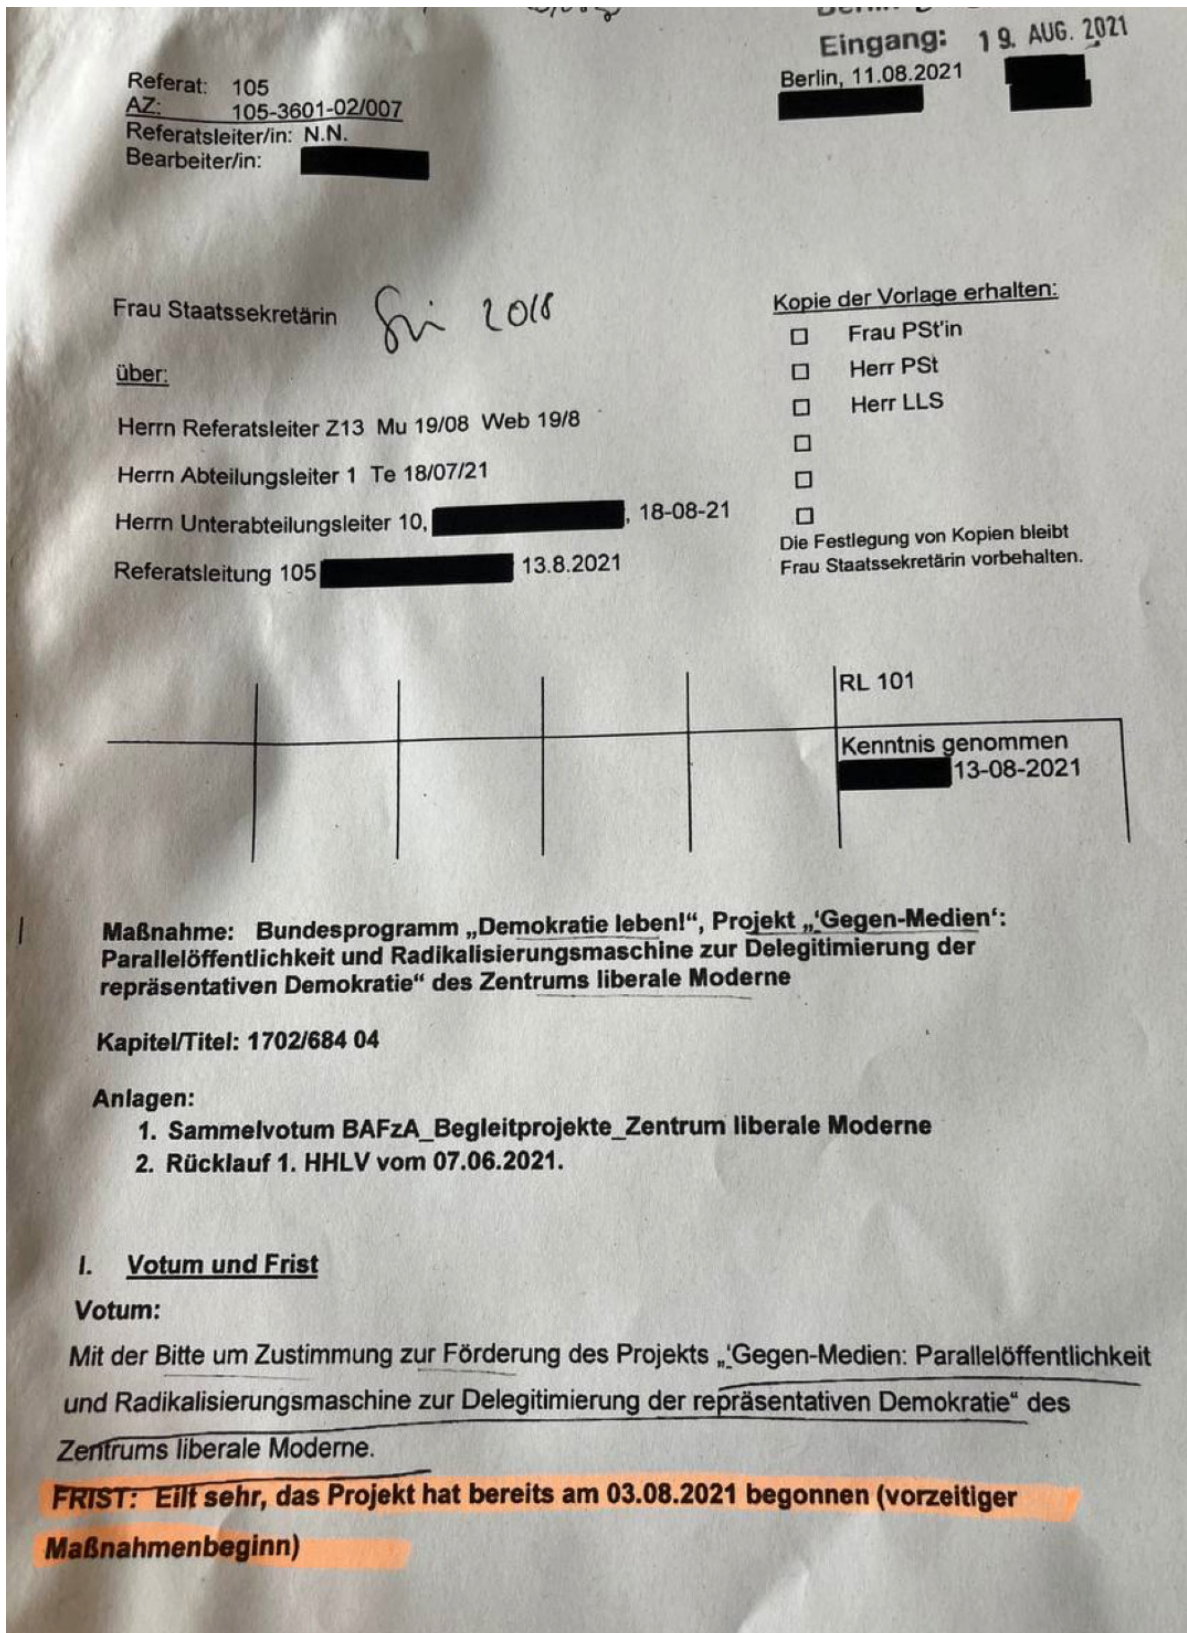 Eingang: 19. AUG. 2021
Berlin, 11.08.2021
Referat: 105
AZ: 105-3601-02/007
Referatsleiter/in: N.N.
Bearbeiter/in:
Frau Staatssekretärin
über:
Herrn Referatsleiter Z13 Mu 19/08 Web 19/8
Herrn Abteilungsleiter 1 Te 18/07/21
Herrn Unterabteilungsleiter 10, , 18-08-21
Referatsleitung 105 13.8.2021
Kopie der Vorlage erhalten:
Frau PSt'in
Herr PSt
Herr LLS
Die Festlegung von Kopien bleibt
Frau Staatssekretärin vorbehalten.
RL 101
Kenntnis genommen
13-08-2021
Maßnahme: Bundesprogramm „Demokratie leben!“, Projekt „'Gegen-Medien‘:
Parallelöffentlichkeit und Radikalisierungsmaschine zur Delegitimierung der
repräsentativen Demokratie“ des Zentrums liberale Moderne
Kapitel/Titel: 1702/684 04
Anlagen:
1. Sammelvotum BAFzA_Begleitprojekte_Zentrum liberale Moderne
2. Rücklauf 1. HHLV vom 07.06.2021.
I. Votum und Frist
Votum:
Mit der Bitte um Zustimmung zur Förderung des Projekts „'Gegen-Medien: Parallelöffentlichkeit
und Radikalisierungsmaschine zur Delegitimierung der repräsentativen Demokratie“ des
Zentrums liberale Moderne.
FRIST: Eilt sehr, das Projekt hat bereits am 03.08.2021 begonnen (vorzeitiger
Maßnahmenbeginn)